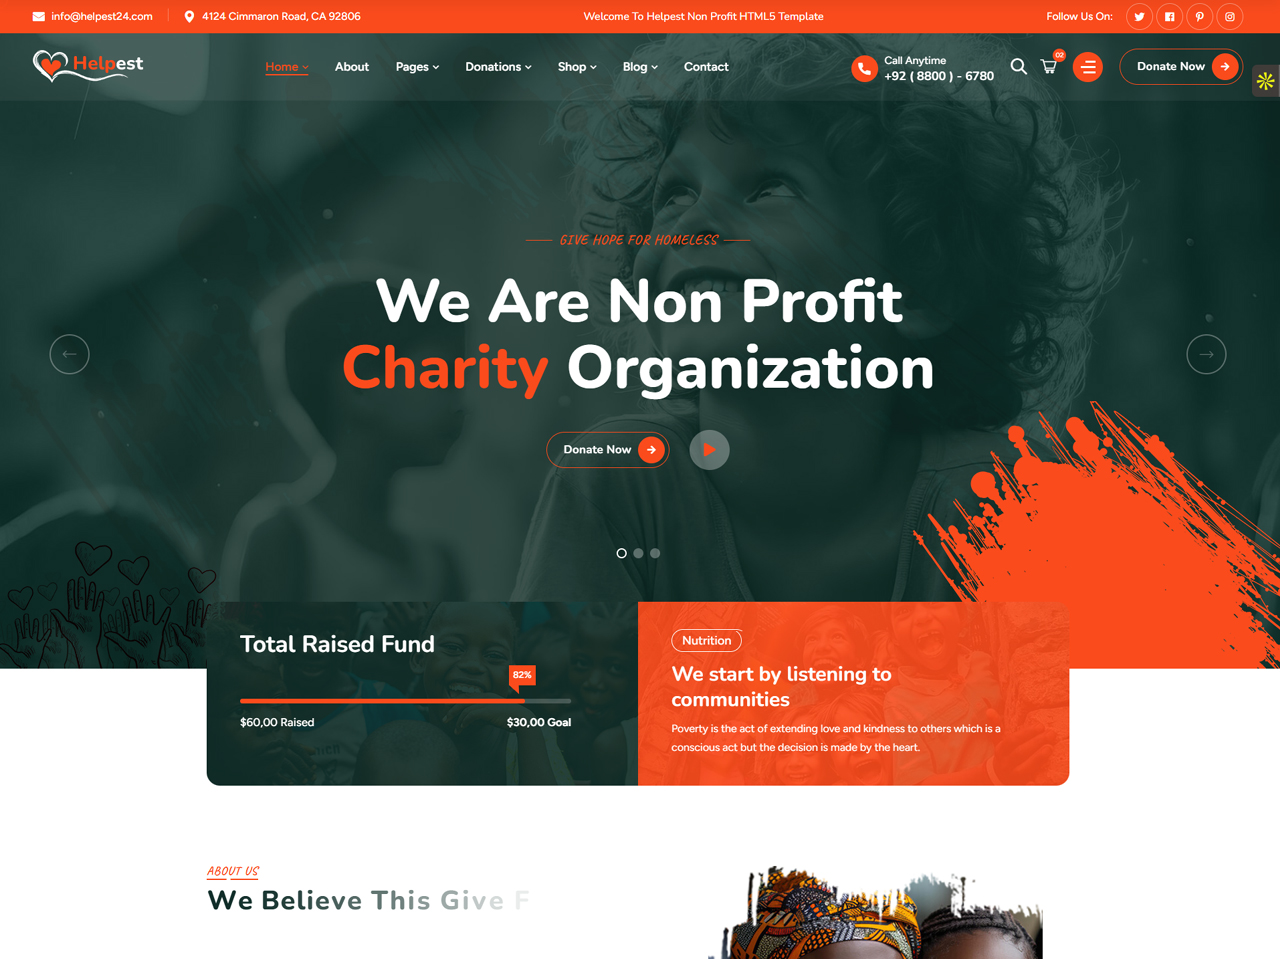 info@helpest24.com
4124 Cimmaron Road, CA 92806
Welcome To Helpest Non Profit HTML5 Template
Follow Us On:
Helpest
Home
About
Pages
Donations
Shop
Blog
Contact
Call Anytime
+92 ( 8800 ) - 6780
02
Donate Now
GIVE HOPE FOR HOMELESS
We Are Non Profit
Charity Organization
Donate Now
Total Raised Fund
82%
$60,00 Raised
$30,00 Goal
Nutrition
We start by listening to
communities
Poverty is the act of extending love and kindness to others which is a
conscious act but the decision is made by the heart.
ABOUT US
We Believe This Give F